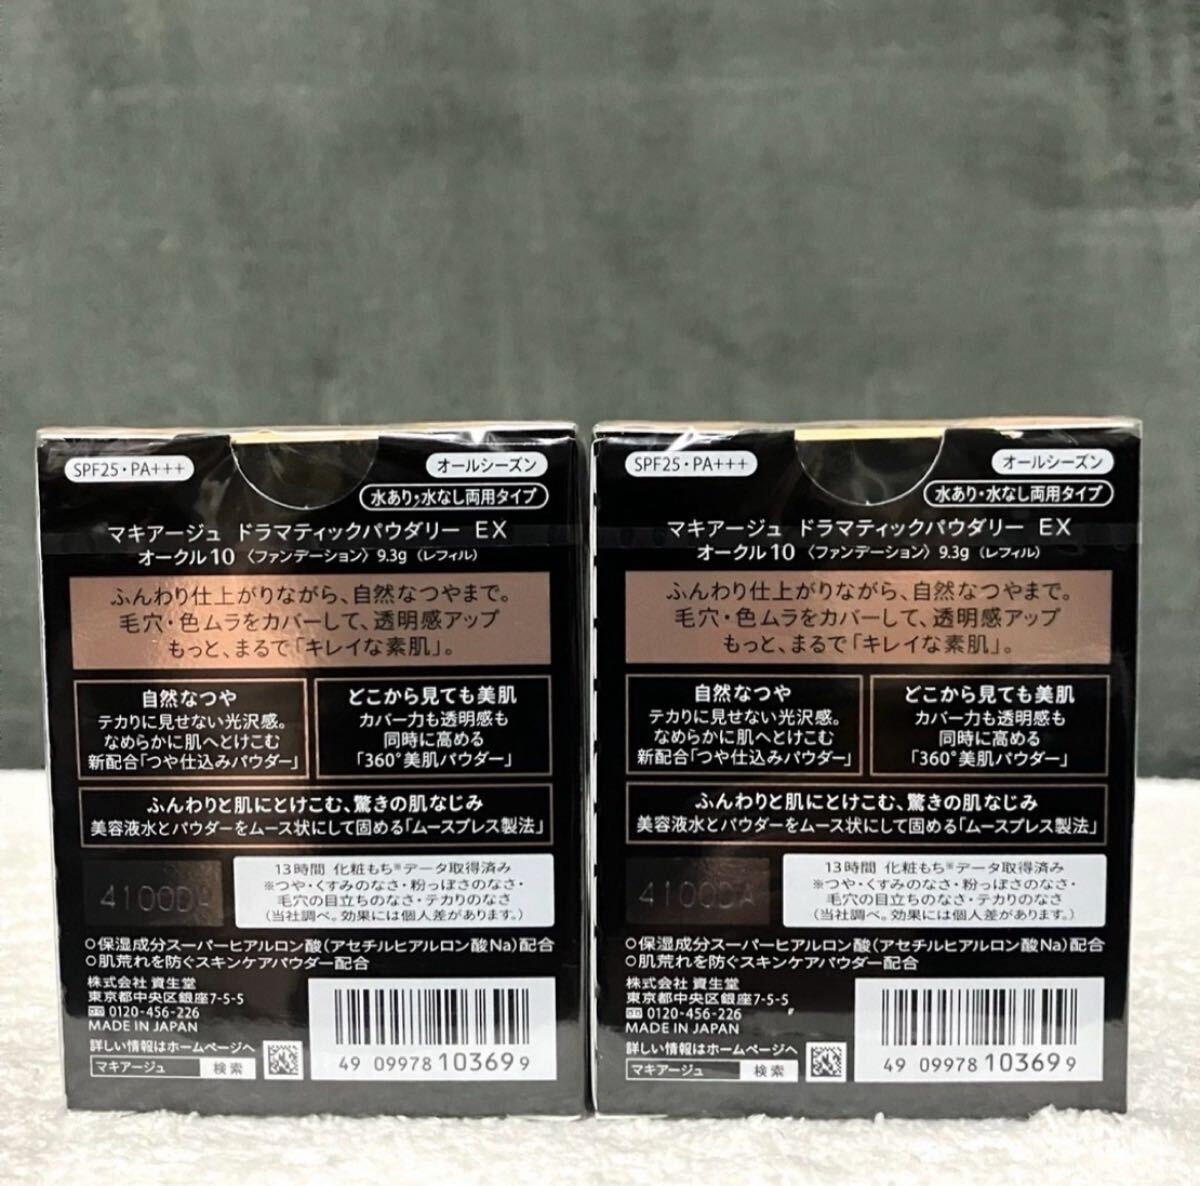 SPF25・PA+++
オールシーズン
水あり・水なし両用タイプ
マキアージュ ドラマティックパウダリー EX
オークル10〈ファンデーション〉9.3g（レフィル）
ふんわり仕上がりながら、自然なつやまで。
毛穴・色ムラをカバーして、透明感アップ
もっと、まるで「キレイな素肌」。
自然なつや
テカリに見せない光沢感。
なめらかに肌へとけこむ
新配合「つや仕込みパウダー」
どこから見ても美肌
カバー力も透明感も
同時に高める
「360°美肌パウダー」
ふんわりと肌にとけこむ、驚きの肌なじみ
美容液水とパウダーをムース状にして固める「ムースプレス製法」
4100DA
13時間 化粧もち※データ取得済み
※つや・くすみのなさ・粉っぽさのなさ・
毛穴の目立ちのなさ・テカリのなさ
（当社調べ。効果には個人差があります。）
○保湿成分スーパーヒアルロン酸（アセチルヒアルロン酸Na）配合
○肌荒れを防ぐスキンケアパウダー配合
株式会社 資生堂
東京都中央区銀座7-5-5
0120-456-226
MADE IN JAPAN
詳しい情報はホームページへ
マキアージュ 検索
49 09978 10369 9
SPF25・PA+++
オールシーズン
水あり・水なし両用タイプ
マキアージュ ドラマティックパウダリー EX
オークル10〈ファンデーション〉9.3g（レフィル）
ふんわり仕上がりながら、自然なつやまで。
毛穴・色ムラをカバーして、透明感アップ
もっと、まるで「キレイな素肌」。
自然なつや
テカリに見せない光沢感。
なめらかに肌へとけこむ
新配合「つや仕込みパウダー」
どこから見ても美肌
カバー力も透明感も
同時に高める
「360°美肌パウダー」
ふんわりと肌にとけこむ、驚きの肌なじみ
美容液水とパウダーをムース状にして固める「ムースプレス製法」
4100DA
13時間 化粧もち※データ取得済み
※つや・くすみのなさ・粉っぽさのなさ・
毛穴の目立ちのなさ・テカリのなさ
（当社調べ。効果には個人差があります。）
○保湿成分スーパーヒアルロン酸（アセチルヒアルロン酸Na）配合
○肌荒れを防ぐスキンケアパウダー配合
株式会社 資生堂
東京都中央区銀座7-5-5
0120-456-226
MADE IN JAPAN
詳しい情報はホームページへ
マキアージュ 検索
49 09978 10369 9